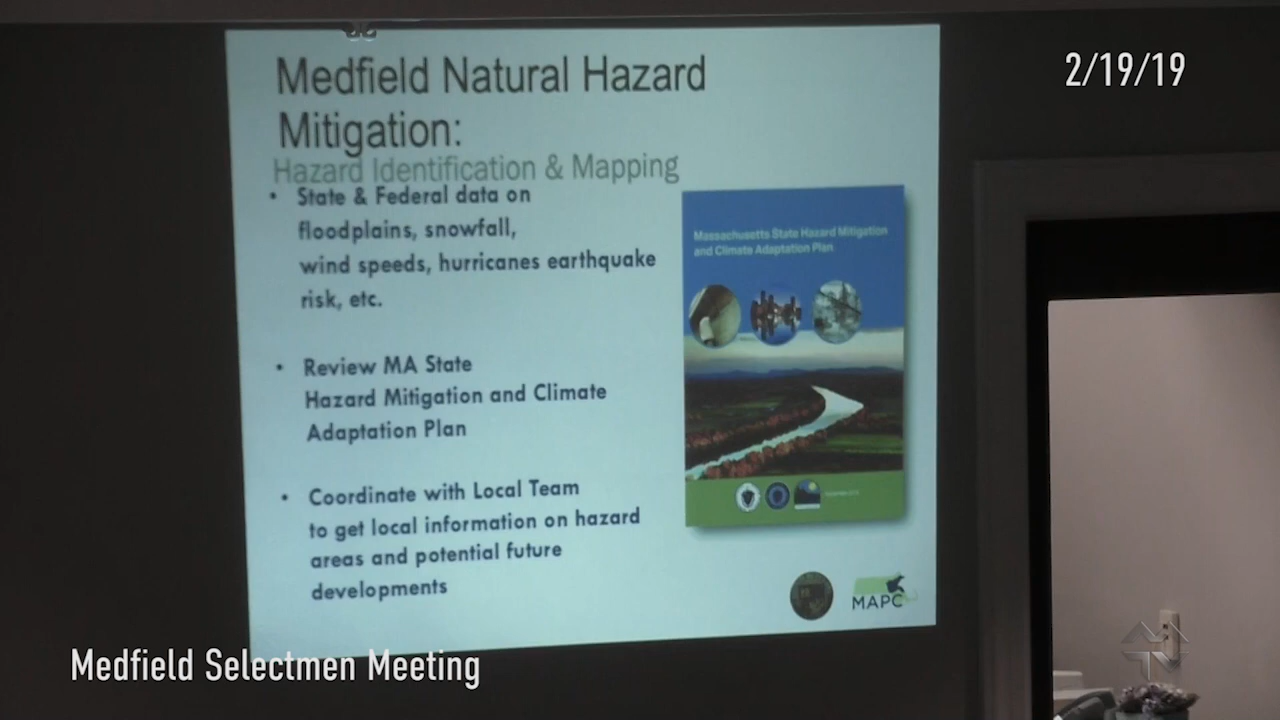 2/19/19
Medfield Natural Hazard
Mitigation:
Hazard Identification & Mapping
• State & Federal data on
floodplains, snowfall,
wind speeds, hurricanes earthquake
risk, etc.
• Review MA State
Hazard Mitigation and Climate
Adaptation Plan
• Coordinate with Local Team
to get local information on hazard
areas and potential future
developments
Massachusetts State Hazard Mitigation
and Climate Adaptation Plan
MAPC
Medfield Selectmen Meeting